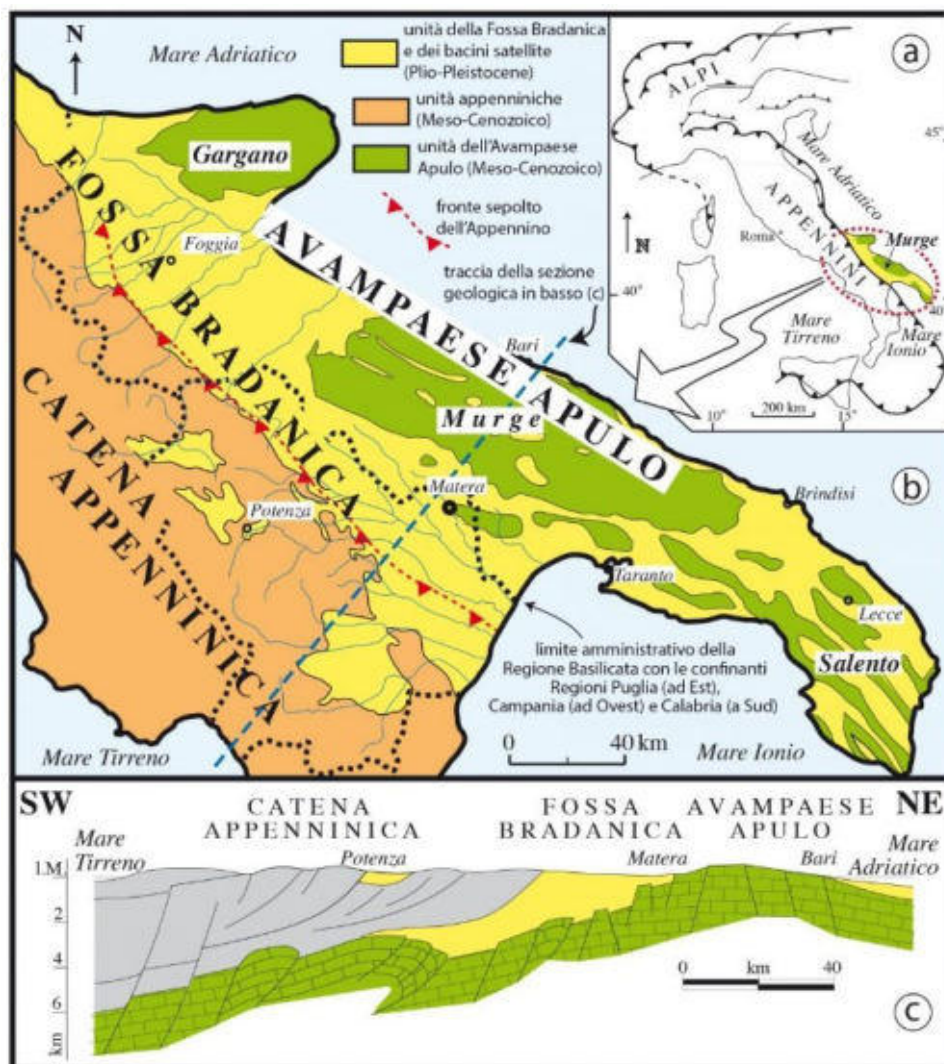 N
Mare Adriatico
unità della Fossa Bradanica
e dei bacini satellite
(Plio-Pleistocene)
unità appenniniche
(Meso-Cenozoico)
unità dell'Avampaese
Apulo (Meso-Cenozoico)
fronte sepolto
dell'Appennino
traccia della sezione
geologica in basso (c)
a
ALPI
45°
Mare Adriatico
APPENNINI
N
Roma
Murge
40°
40
Mare
Tirreno
Mare
Ionio
10°
200 km
15°
Gargano
FOSSA BRADANICA
Foggia
AVAMPAESE APULO
Bari
Murge
CATENA
APPENNINICA
Matera
Potenza
b
Brindisi
Taranto
Lecce
Salento
limite amministrativo della
Regione Basilicata con le confinanti
Regioni Puglia (ad Est),
Campania (ad Ovest) e Calabria (a Sud)
Mare Tirreno
0 40 km
Mare Ionio
SW
CATENA
APPENNINICA
FOSSA
BRADANICA
AVAMPAESE
APULO
NE
Mare
Tirreno
Potenza
Matera
Bari
Mare
Adriatico
l.M
2
4
6
km
0 km 40
c